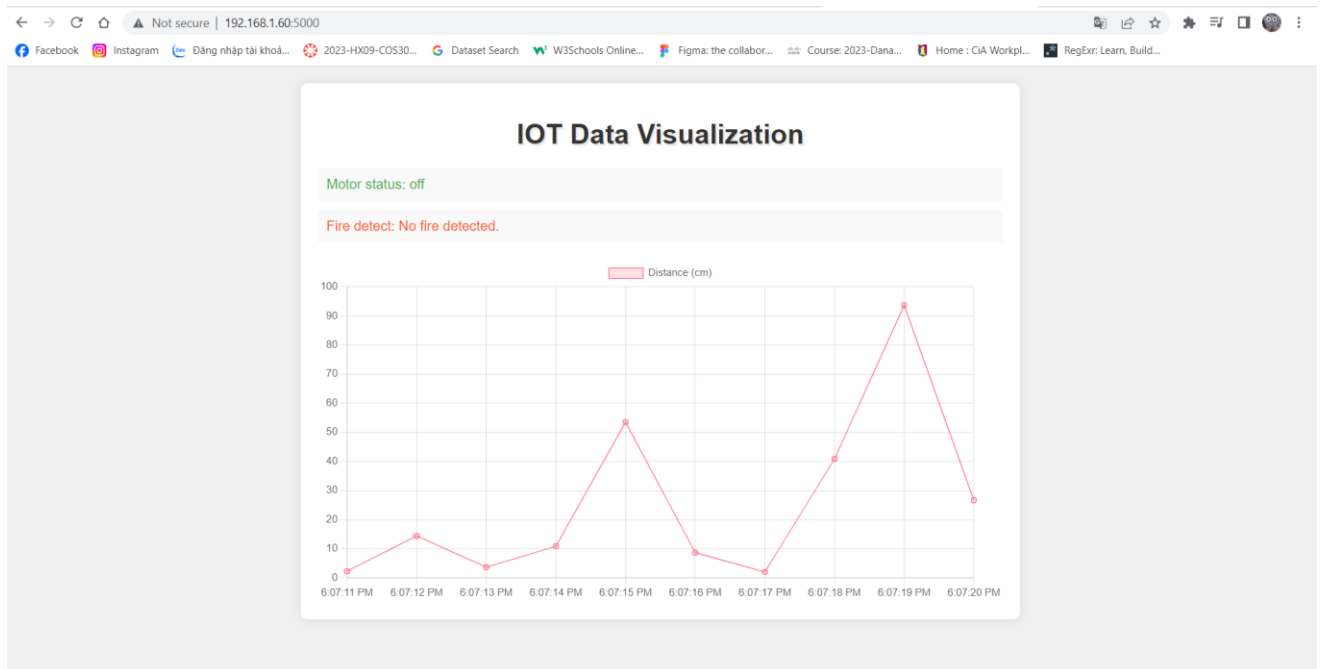 Not secure | 192.168.1.60:5000
Facebook Instagram Đăng nhập tài khoả... 2023-HX09-COS30... Dataset Search W3Schools Online... Figma: the collabor... Course: 2023-Dana... Home : CiA Workpl... RegExr: Learn, Build...
IOT Data Visualization
Motor status: off
Fire detect: No fire detected.
Distance (cm)
100
90
80
70
60
50
40
30
20
10
0
6:07:11 PM 6:07:12 PM 6:07:13 PM 6:07:14 PM 6:07:15 PM 6:07:16 PM 6:07:17 PM 6:07:18 PM 6:07:19 PM 6:07:20 PM